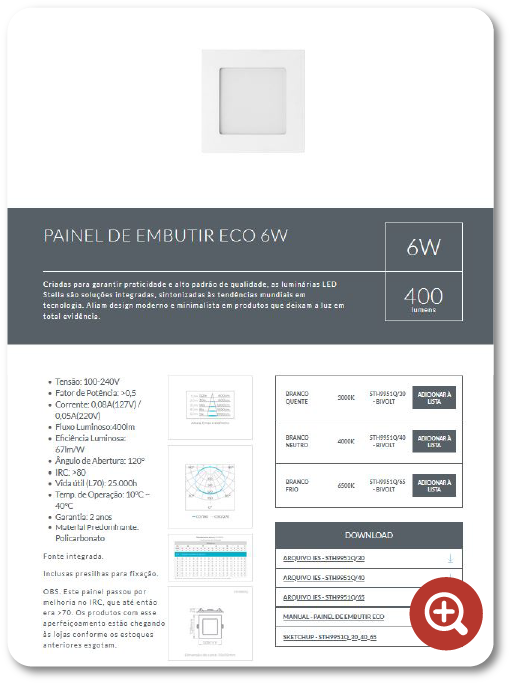 PAINEL DE EMBUTIR ECO 6W
6W
400
lumens
Criadas para garantir praticidade e alto padrão de qualidade, as luminárias LED
Stella são soluções integradas, sintonizadas às tendências mundiais em
tecnologia. Aliam design moderno e minimalista em produtos que deixam a luz em
total evidência.
Tensão: 100-240V
Fator de Potência: >0,5
Corrente: 0,08A(127V) /
0,05A(220V)
Fluxo Luminoso:400lm
Eficiência Luminosa:
67lm/W
Ângulo de Abertura: 120º
IRC: >80
Vida útil (L70): 25.000h
Temp. de Operação: 10ºC –
40ºC
Garantia: 2 anos
Material Predominante:
Policarbonato
Fonte integrada.
Inclusas presilhas para fixação.
OBS. Este painel passou por
melhoria no IRC, que até então
era >70. Os produtos com esse
aperfeiçoamento estão chegando
às lojas conforme os estoques
anteriores esgotam.
BRANCO
QUENTE
3000K
STH9951Q/30
- BIVOLT
ADICIONAR À
LISTA
BRANCO
NEUTRO
4000K
STH9951Q/40
- BIVOLT
ADICIONAR À
LISTA
BRANCO
FRIO
6500K
STH9951Q/65
- BIVOLT
ADICIONAR À
LISTA
DOWNLOAD
ARQUIVO IES - STH9951Q/30
ARQUIVO IES - STH9951Q/40
ARQUIVO IES - STH9951Q/65
MANUAL - PAINEL DE EMBUTIR ECO
SKETCHUP - STH9951Q_30_40_65